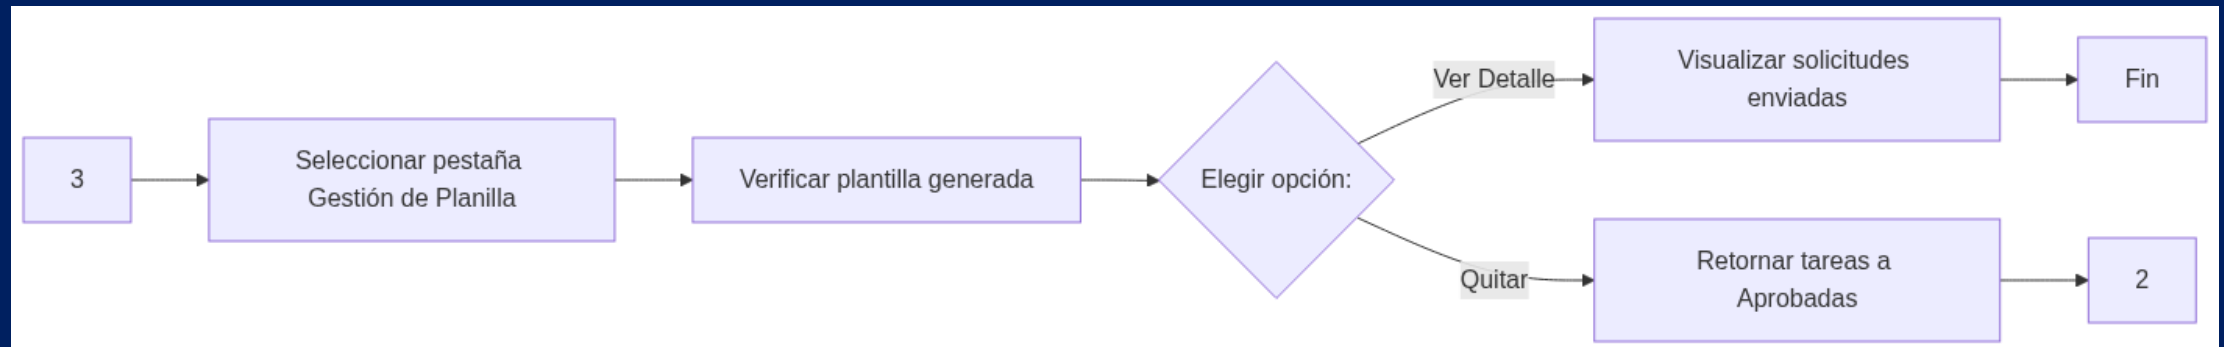 3
Seleccionar pestaña
Gestión de Planilla
Verificar plantilla generada
Elegir opción:
Ver Detalle
Visualizar solicitudes
enviadas
Fin
Quitar
Retornar tareas a
Aprobadas
2